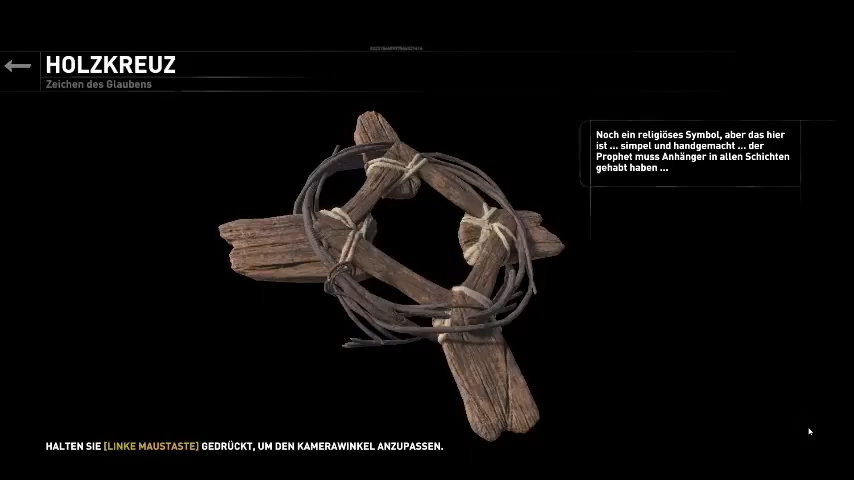 HOLZKREUZ
Zeichen des Glaubens
Noch ein religiöses Symbol, aber das hier
ist ... simpel und handgemacht ... der
Prophet muss Anhänger in allen Schichten
gehabt haben ...
HALTEN SIE [LINKE MAUSTASTE] GEDRÜCKT, UM DEN KAMERAWINKEL ANZUPASSEN.